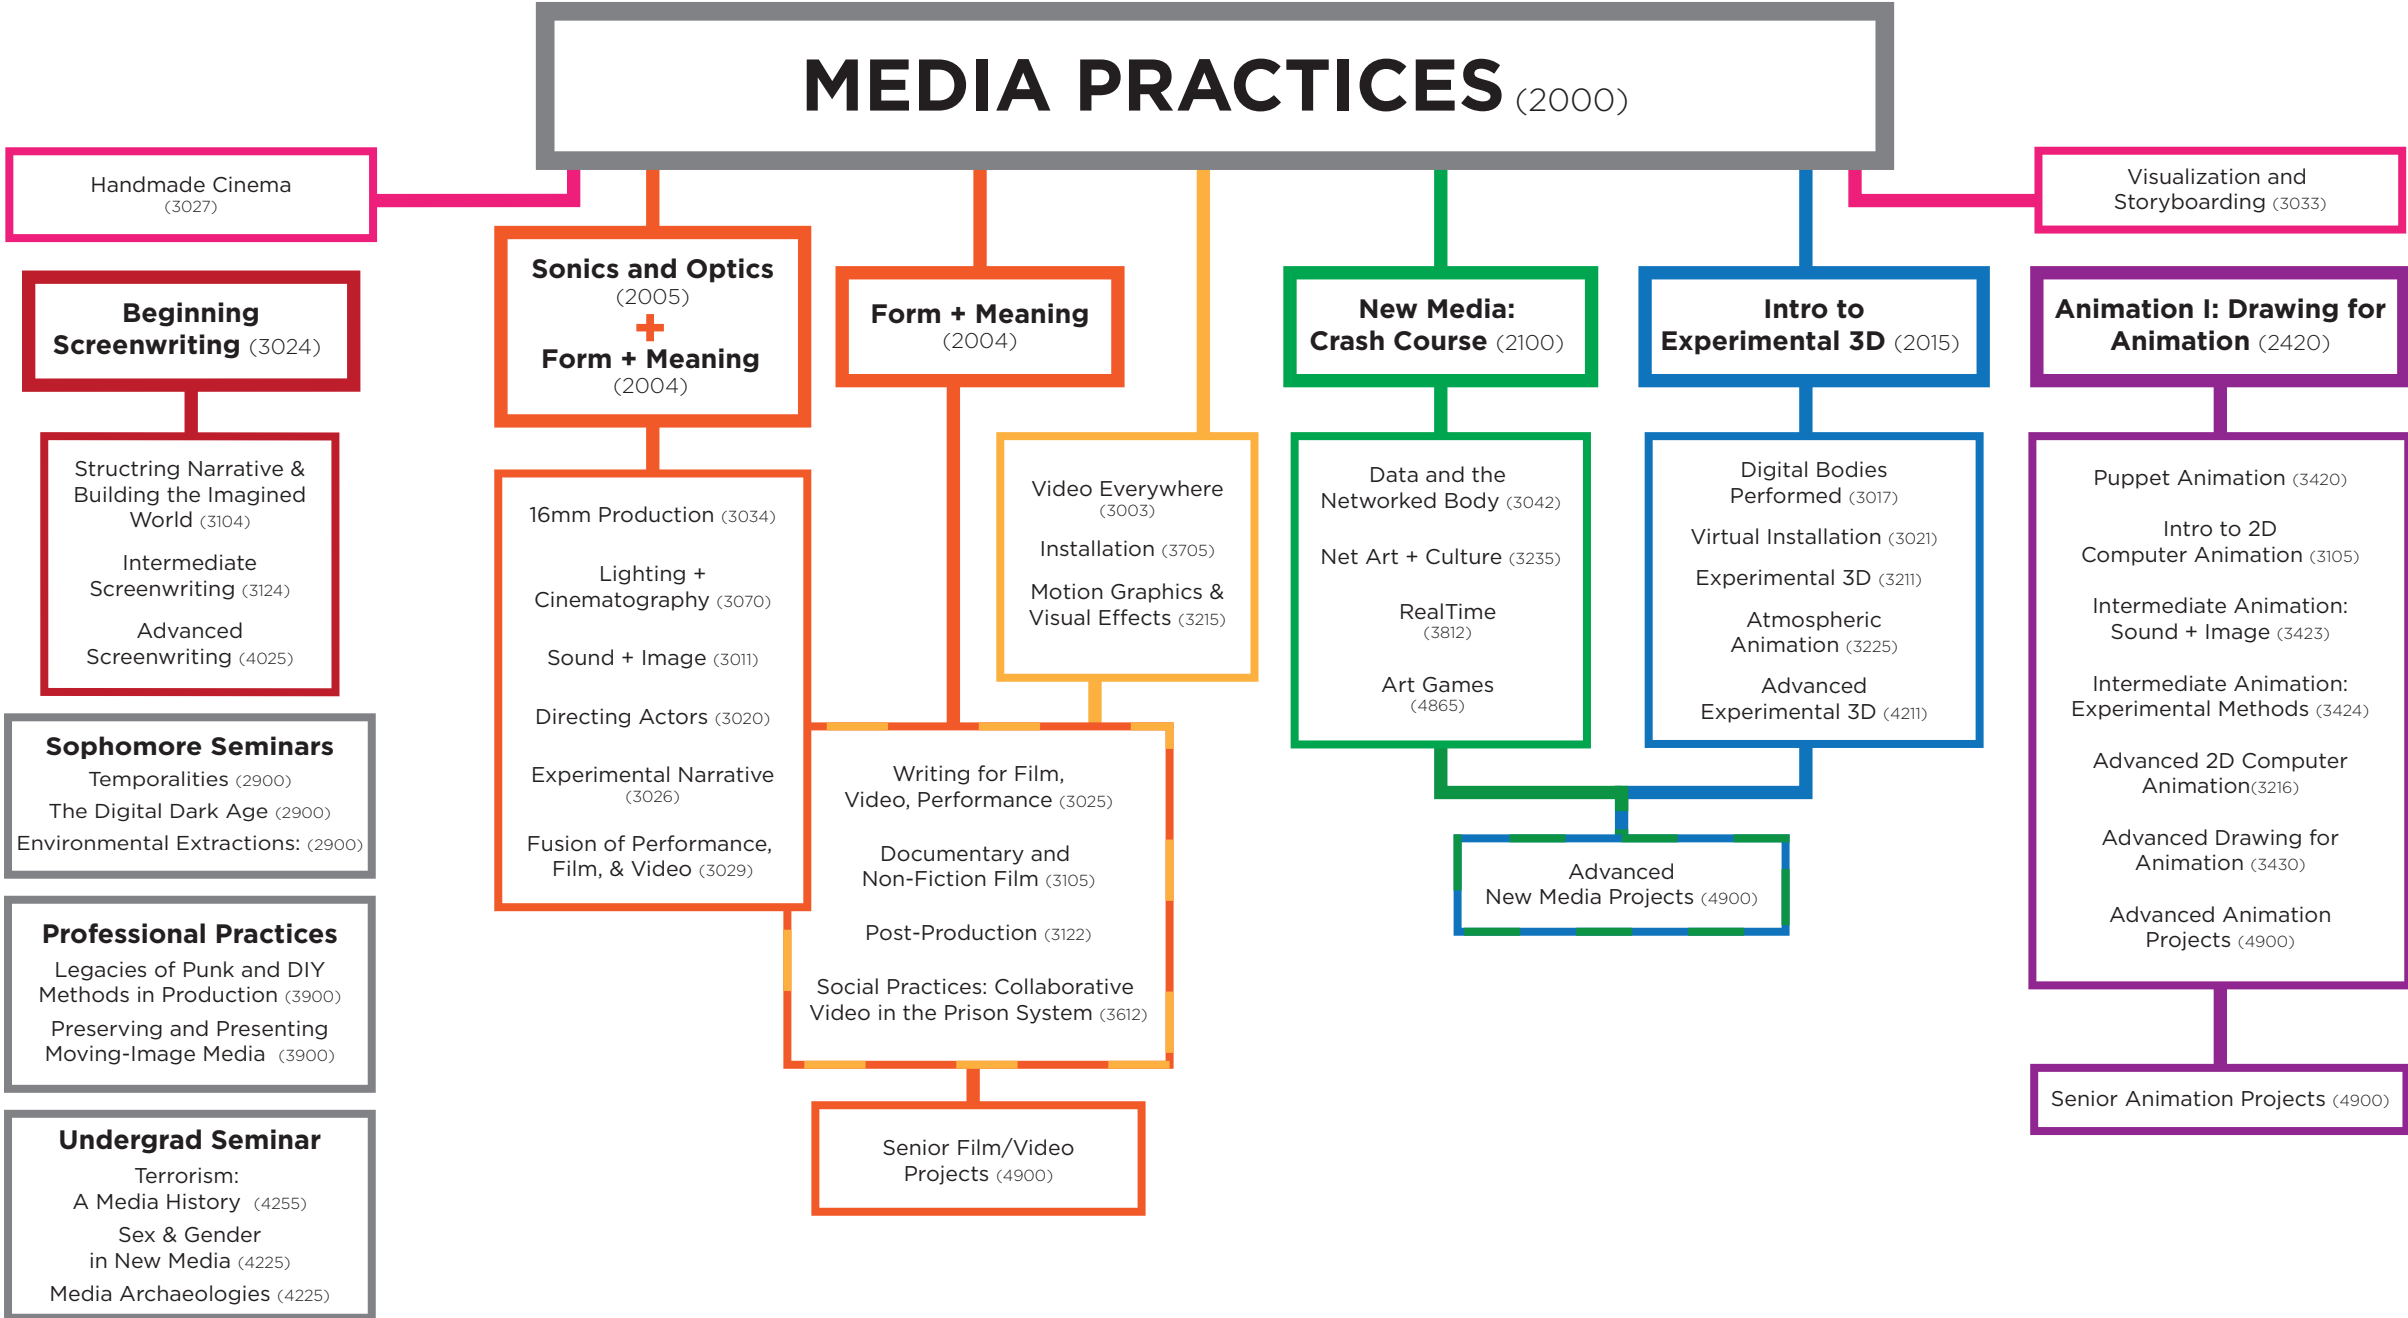 MEDIA PRACTICES (2000)
Handmade Cinema
(3027)
Visualization and
Storyboarding (3033)
Beginning
Screenwriting (3024)
Structring Narrative &
Building the Imagined
World (3104)
Intermediate
Screenwriting (3124)
Advanced
Screenwriting (4025)
Sophomore Seminars
Temporalities (2900)
The Digital Dark Age (2900)
Environmental Extractions: (2900)
Professional Practices
Legacies of Punk and DIY
Methods in Production (3900)
Preserving and Presenting
Moving-Image Media (3900)
Undergrad Seminar
Terrorism:
A Media History (4255)
Sex & Gender
in New Media (4225)
Media Archaeologies (4225)
Sonics and Optics
(2005)
+
Form + Meaning
(2004)
16mm Production (3034)
Lighting +
Cinematography (3070)
Sound + Image (3011)
Directing Actors (3020)
Experimental Narrative
(3026)
Fusion of Performance,
Film, & Video (3029)
Form + Meaning
(2004)
Video Everywhere
(3003)
Installation (3705)
Motion Graphics &
Visual Effects (3215)
Writing for Film,
Video, Performance (3025)
Documentary and
Non-Fiction Film (3105)
Post-Production (3122)
Social Practices: Collaborative
Video in the Prison System (3612)
Senior Film/Video
Projects (4900)
New Media:
Crash Course (2100)
Data and the
Networked Body (3042)
Net Art + Culture (3235)
RealTime
(3812)
Art Games
(4865)
Intro to
Experimental 3D (2015)
Digital Bodies
Performed (3017)
Virtual Installation (3021)
Experimental 3D (3211)
Atmospheric
Animation (3225)
Advanced
Experimental 3D (4211)
Advanced
New Media Projects (4900)
Animation I: Drawing for
Animation (2420)
Puppet Animation (3420)
Intro to 2D
Computer Animation (3105)
Intermediate Animation:
Sound + Image (3423)
Intermediate Animation:
Experimental Methods (3424)
Advanced 2D Computer
Animation(3216)
Advanced Drawing for
Animation (3430)
Advanced Animation
Projects (4900)
Senior Animation Projects (4900)